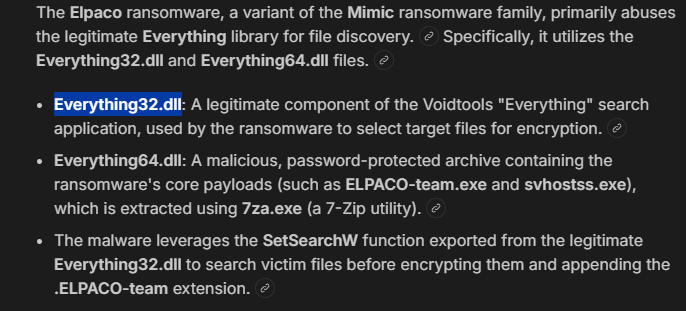 The Elpaco ransomware, a variant of the Mimic ransomware family, primarily abuses
the legitimate Everything library for file discovery. Specifically, it utilizes the
Everything32.dll and Everything64.dll files.
• Everything32.dll: A legitimate component of the Voidtools "Everything" search
application, used by the ransomware to select target files for encryption.
• Everything64.dll: A malicious, password-protected archive containing the
ransomware's core payloads (such as ELPACO-team.exe and svhostss.exe),
which is extracted using 7za.exe (a 7-Zip utility).
• The malware leverages the SetSearchW function exported from the legitimate
Everything32.dll to search victim files before encrypting them and appending the
.ELPACO-team extension.